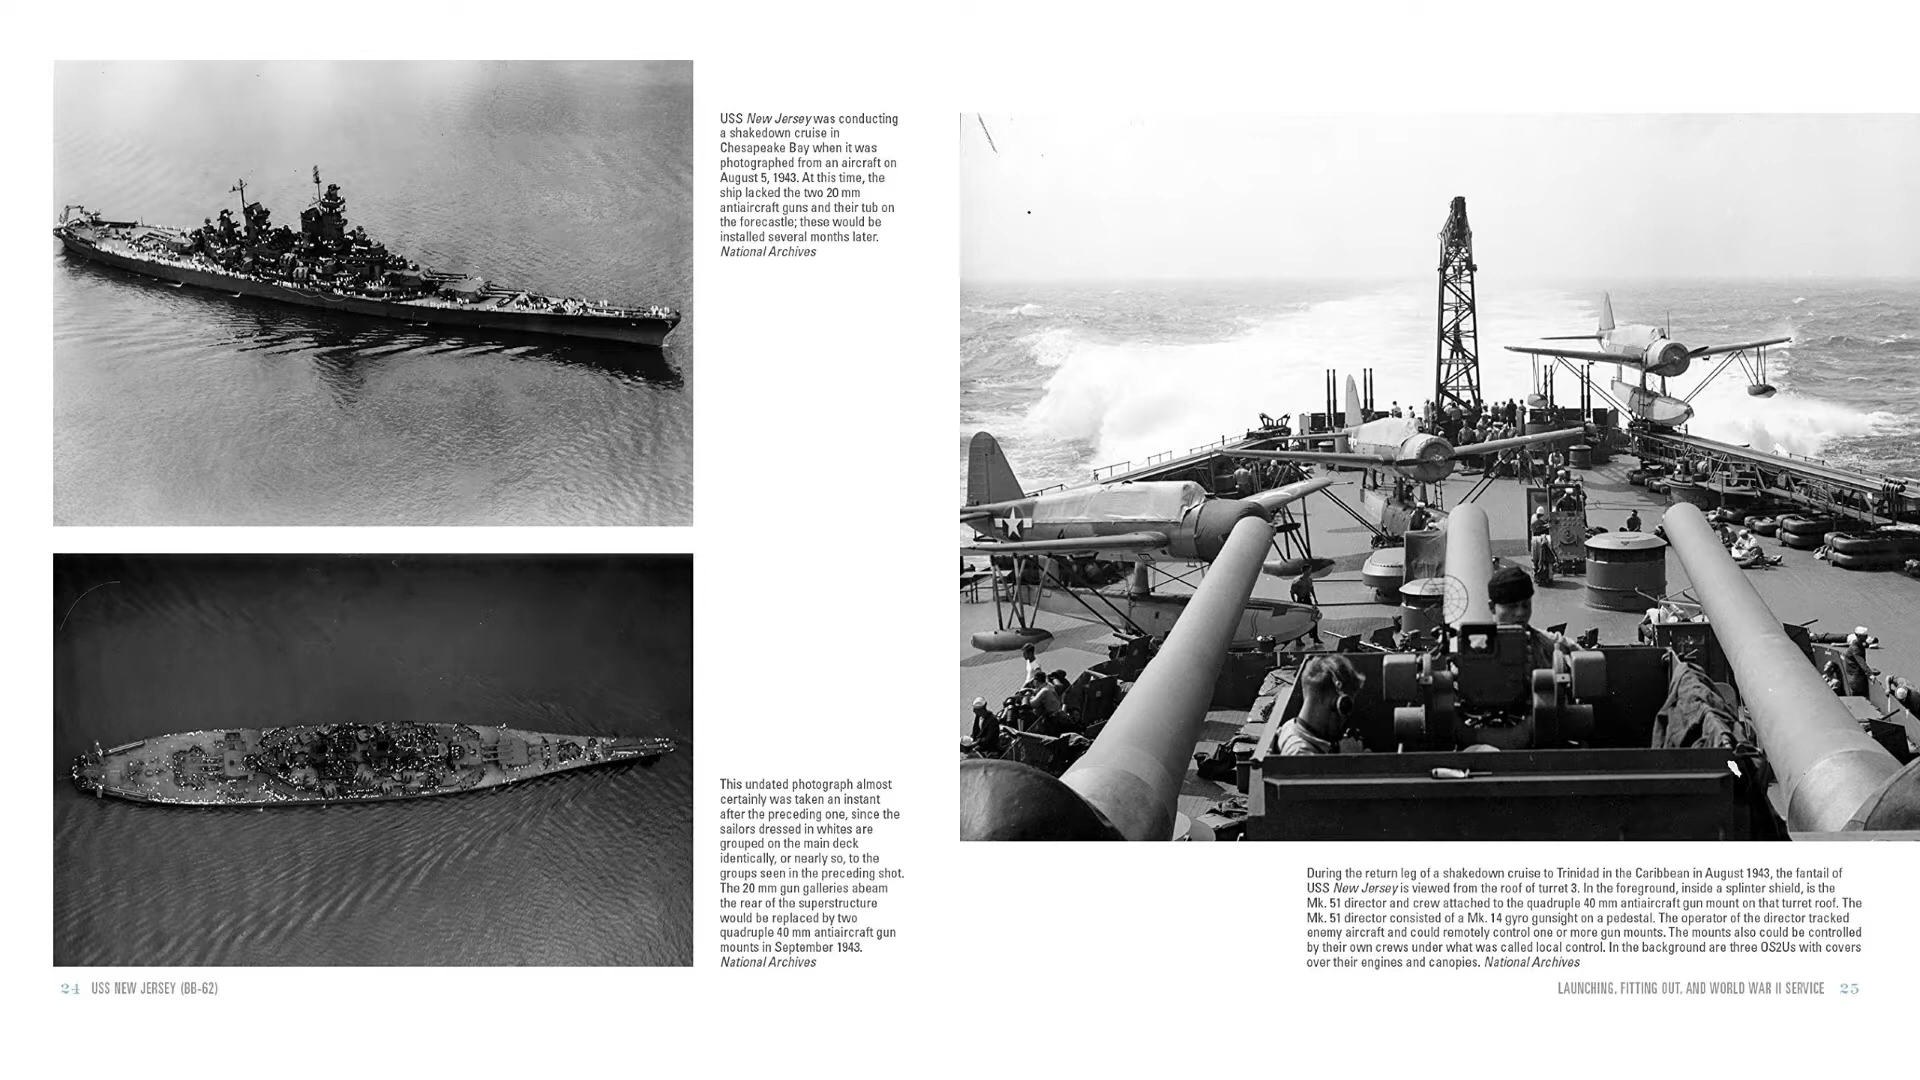 USS New Jersey was conducting
a shakedown cruise in
Chesapeake Bay when it was
photographed from an aircraft on
August 5, 1943. At this time, the
ship lacked the two 20 mm
antiaircraft guns and their tub on
the forecastle; these would be
installed several months later.
National Archives
This undated photograph almost
certainly was taken an instant
after the preceding one, since the
sailors dressed in whites are
grouped on the main deck
identically, or nearly so, to the
groups seen in the preceding shot.
The 20 mm gun galleries abeam
the rear of the superstructure
would be replaced by two
quadruple 40 mm antiaircraft gun
mounts in September 1943.
National Archives
24 USS NEW JERSEY (BB-62)
During the return leg of a shakedown cruise to Trinidad in the Caribbean in August 1943, the fantail of
USS New Jersey is viewed from the roof of turret 3. In the foreground, inside a splinter shield, is the
Mk. 51 director and crew attached to the quadruple 40 mm antiaircraft gun mount on that turret roof. The
Mk. 51 director consisted of a Mk. 14 gyro gunsight on a pedestal. The operator of the director tracked
enemy aircraft and could remotely control one or more gun mounts. The mounts also could be controlled
by their own crews under what was called local control. In the background are three OS2Us with covers
over their engines and canopies. National Archives
LAUNCHING, FITTING OUT, AND WORLD WAR II SERVICE 25